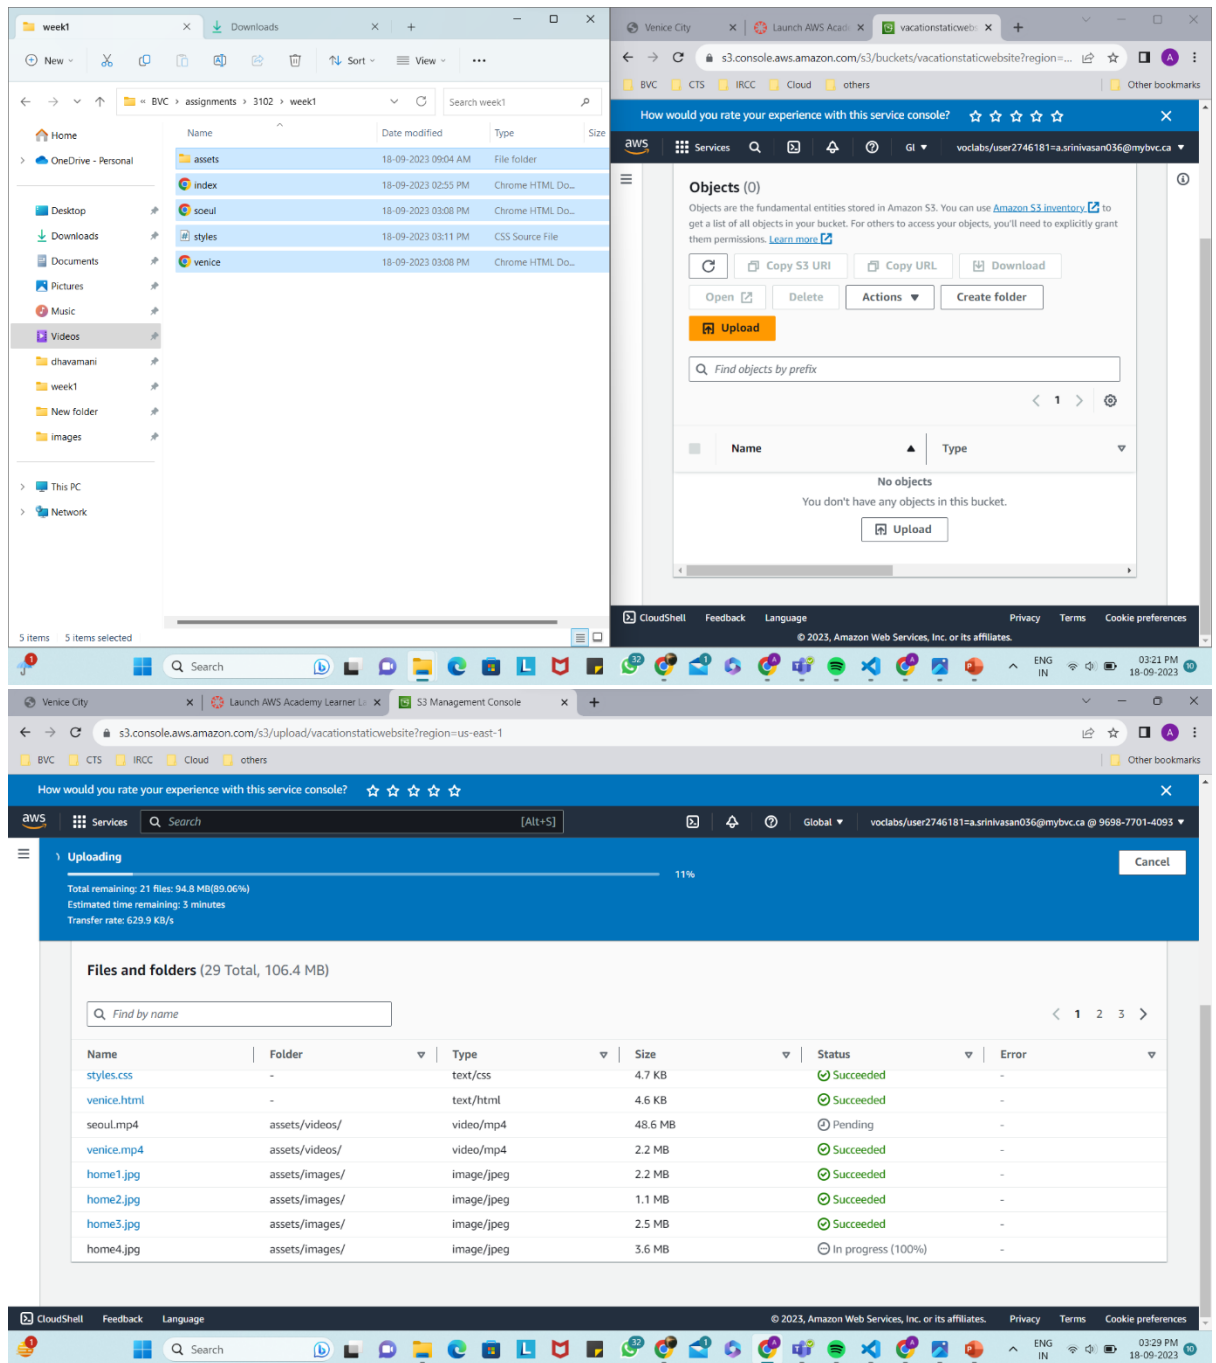 week1
Downloads
New
Sort
View
BVC > assignments > 3102 > week1
Search week1
Home
OneDrive - Personal
Desktop
Downloads
Documents
Pictures
Music
Videos
dhavamani
week1
New folder
images
This PC
Network
Name Date modified Type Size
assets 18-09-2023 09:04 AM File folder
index 18-09-2023 02:55 PM Chrome HTML Do...
soeul 18-09-2023 03:08 PM Chrome HTML Do...
styles 18-09-2023 03:11 PM CSS Source File
venice 18-09-2023 03:08 PM Chrome HTML Do...
5 items 5 items selected
Venice City
Launch AWS Acade
vacationstaticwebs
s3.console.aws.amazon.com/s3/buckets/vacationstaticwebsite?region=...
A
BVC CTS IRCC Cloud others Other bookmarks
How would you rate your experience with this service console?
aws Services Gl voclabs/user2746181=a.srinivasan036@mybvc.ca
Objects (0)
Objects are the fundamental entities stored in Amazon S3. You can use Amazon S3 inventory to
get a list of all objects in your bucket. For others to access your objects, you'll need to explicitly grant
them permissions. Learn more
Copy S3 URI Copy URL Download
Open Delete Actions Create folder
Upload
Find objects by prefix
1
Name Type
No objects
You don't have any objects in this bucket.
Upload
CloudShell Feedback Language Privacy Terms Cookie preferences
© 2023, Amazon Web Services, Inc. or its affiliates.
Search
ENG
IN
03:21 PM
18-09-2023
Venice City
Launch AWS Academy Learner La
S3 Management Console
s3.console.aws.amazon.com/s3/upload/vacationstaticwebsite?region=us-east-1
A
BVC CTS IRCC Cloud others Other bookmarks
How would you rate your experience with this service console?
aws Services Search [Alt+S] Global voclabs/user2746181=a.srinivasan036@mybvc.ca @ 9698-7701-4093
Uploading
Cancel
11%
Total remaining: 21 files: 94.8 MB(89.06%)
Estimated time remaining: 3 minutes
Transfer rate: 629.9 KB/s
Files and folders (29 Total, 106.4 MB)
Find by name
1 2 3
Name Folder Type Size Status Error
styles.css - text/css 4.7 KB Succeeded -
venice.html - text/html 4.6 KB Succeeded -
seoul.mp4 assets/videos/ video/mp4 48.6 MB Pending -
venice.mp4 assets/videos/ video/mp4 2.2 MB Succeeded -
home1.jpg assets/images/ image/jpeg 2.2 MB Succeeded -
home2.jpg assets/images/ image/jpeg 1.1 MB Succeeded -
home3.jpg assets/images/ image/jpeg 2.5 MB Succeeded -
home4.jpg assets/images/ image/jpeg 3.6 MB In progress (100%) -
CloudShell Feedback Language © 2023, Amazon Web Services, Inc. or its affiliates. Privacy Terms Cookie preferences
Search
ENG
IN
03:29 PM
18-09-2023